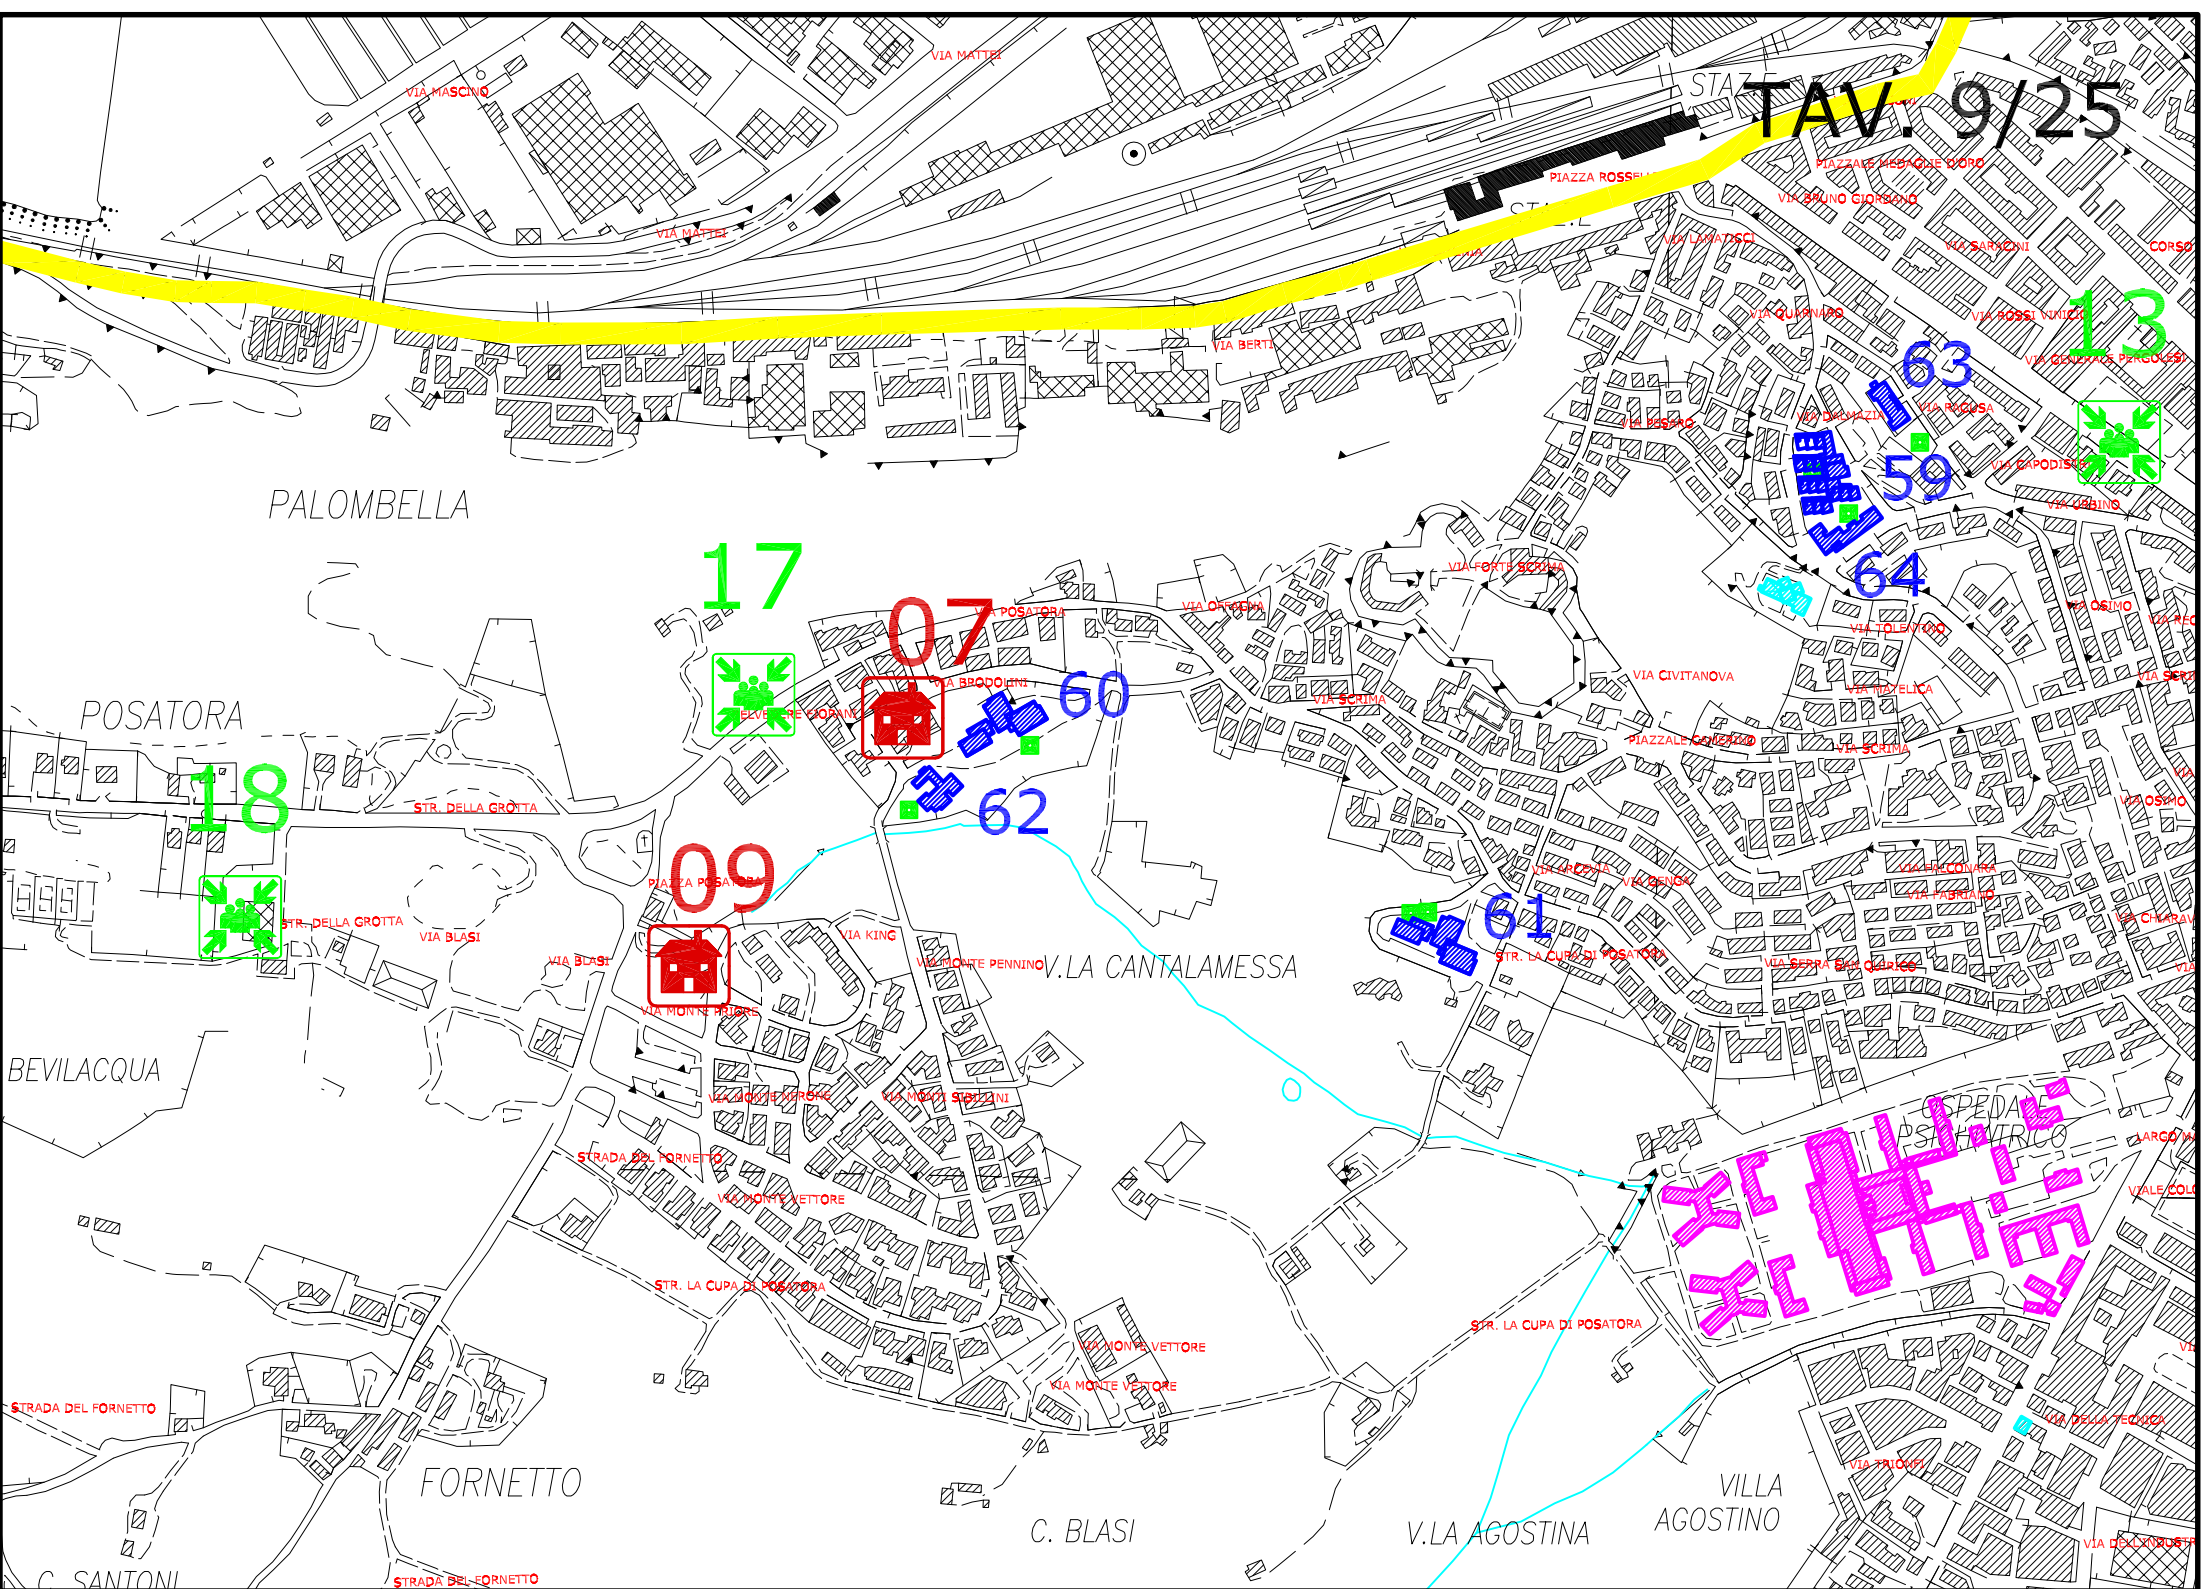 VIA MATTEI
VIA MASCINO
TAV. 9/25
PIAZZALE MEDAGLIE D'ORO
VIA BRUNO GIORDANO
VIA MATTEI
VIA LAMATICCI
VIA SARACINI
CORSO
VIA QUARNARO
VIA ROSSI VINICIO
13
VIA BERTI
VIA GENERALE PERGOLESI
63
VIA RAGUSA
VIA DALMAZIA
VIA PESARO
59
VIA URBINO
PALOMBELLA
17
VIA FORTE SCRIMA
64
VIA OFFAGNA
VIA POSATORA
VIA OSIMO
07
VIA TOLENTINO
VIA CIVITANOVA
VIA BRODOLINI
60
VIA MATELICA
VIA SCRIMA
POSATORA
PIAZZALE CAMERINO
VIA SCRIMA
18
STR. DELLA GROTTA
62
VIA OSIMO
09
PIAZZA POSATORA
VIA ARCEVIA
VIA GENGA
VIA FALCONARA
VIA FABRIANO
61
STR. DELLA GROTTA
VIA BLASI
VIA KING
VIA BLASI
VIA MONTE PENNINO
V.LA CANTALAMESSA
STR. LA CUPA DI POSATORA
VIA SERRA SAN QUIRICO
VIA MONTE PRIORE
BEVILACQUA
VIA MONTE NERONE
VIA MONTI SIBILLINI
OSPEDALE
PSICHIATRICO
STRADA DEL FORNETTO
VIA MONTE VETTORE
STR. LA CUPA DI POSATORA
STR. LA CUPA DI POSATORA
VIA MONTE VETTORE
VIA MONTE VETTORE
STRADA DEL FORNETTO
VIA DELLA TECNICA
VIA TRIONFI
FORNETTO
VILLA
AGOSTINO
C. BLASI
V.LA AGOSTINA
C. SANTONI
STRADA DEL FORNETTO